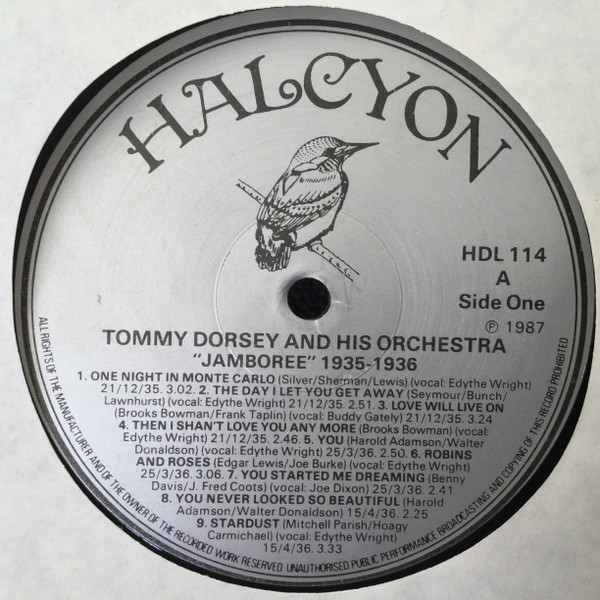 HALCYON
HDL 114
A
Side One
℗ 1987
TOMMY DORSEY AND HIS ORCHESTRA
"JAMBOREE" 1935-1936
1. ONE NIGHT IN MONTE CARLO (Silver/Sherman/Lewis) (vocal: Edythe Wright)
21/12/35. 3.02. 2. THE DAY I LET YOU GET AWAY (Seymour/Bunch/
Lawnhurst) (vocal: Edythe Wright) 21/12/35. 2.51. 3. LOVE WILL LIVE ON
(Brooks Bowman/Frank Taplin) (vocal: Buddy Gately) 21/12/35. 3.24
4. THEN I SHAN'T LOVE YOU ANY MORE (Brooks Bowman) (vocal:
Edythe Wright) 21/12/35. 2.46. 5. YOU (Harold Adamson/Walter
Donaldson) (vocal: Edythe Wright) 25/3/36. 2.50. 6. ROBINS
AND ROSES (Edgar Lewis/Joe Burke) (vocal: Edythe Wright)
25/3/36. 3.06. 7. YOU STARTED ME DREAMING (Benny
Davis/J. Fred Coots) (vocal: Joe Dixon) 25/3/36. 2.41
8. YOU NEVER LOOKED SO BEAUTIFUL (Harold
Adamson/Walter Donaldson) 15/4/36. 2.25
9. STARDUST (Mitchell Parish/Hoagy
Carmichael) (vocal: Edythe Wright)
15/4/36. 3.33
ALL RIGHTS OF THE MANUFACTURER AND OF THE OWNER OF THE RECORDED WORK RESERVED UNAUTHORISED PUBLIC PERFORMANCE BROADCASTING AND COPYING OF THIS RECORD PROHIBITED